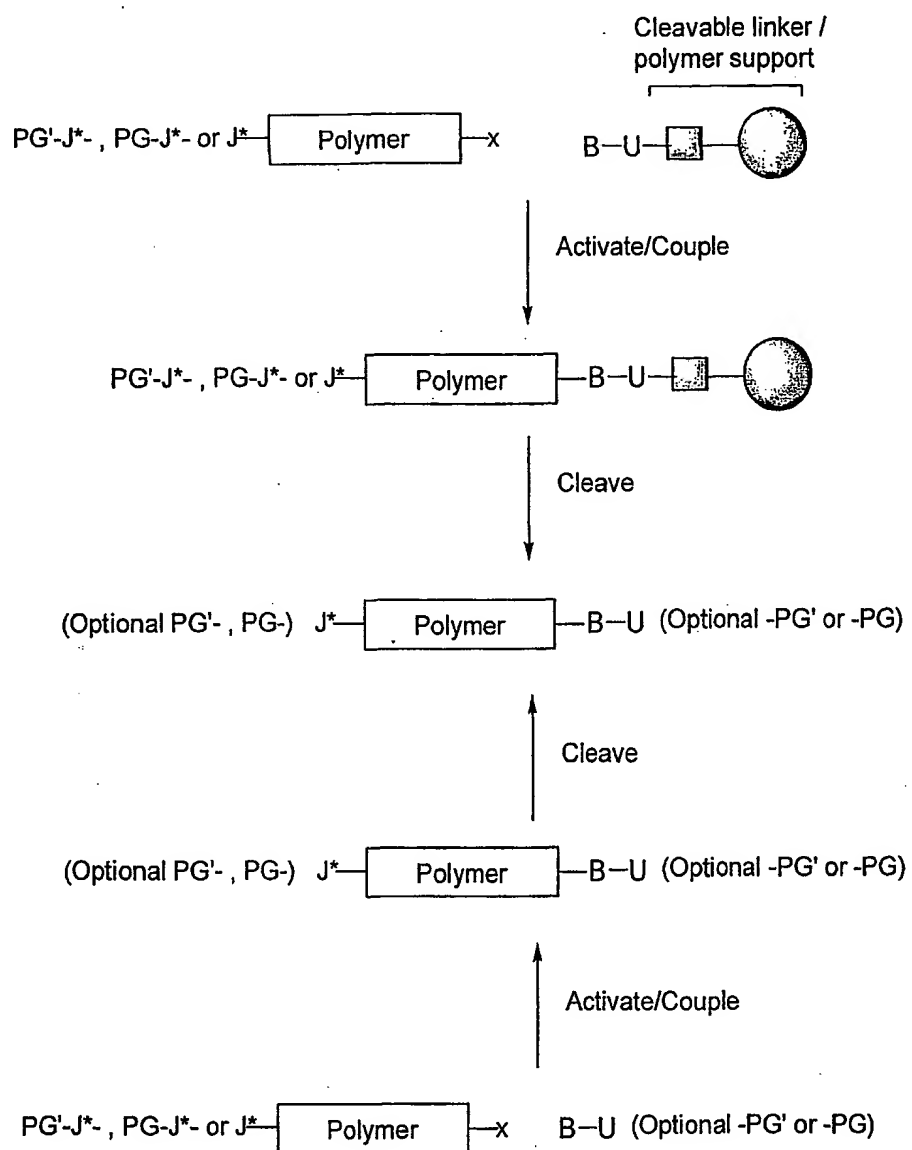 Cleavable linker /
polymer support
PG'-J*- , PG-J*- or J* Polymer x B–U
Activate/Couple
PG'-J*- , PG-J*- or J* Polymer B–U
Cleave
(Optional PG'- , PG-) J* Polymer B–U (Optional -PG' or -PG)
Cleave
(Optional PG'- , PG-) J* Polymer B–U (Optional -PG' or -PG)
Activate/Couple
PG'-J*- , PG-J*- or J* Polymer x B–U (Optional -PG' or -PG)